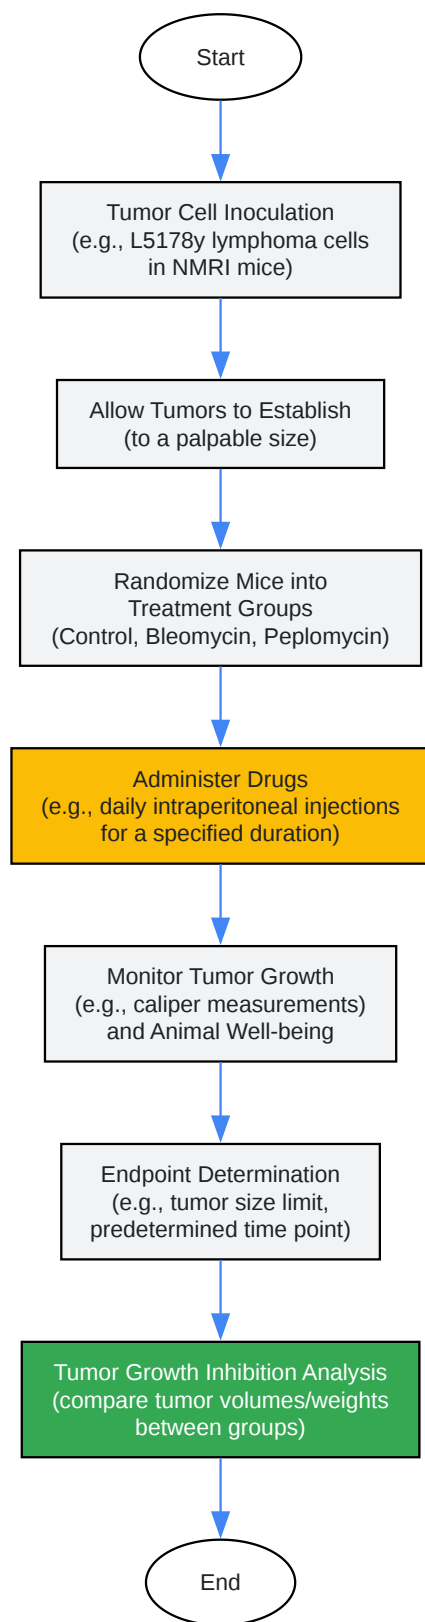 Start
Tumor Cell Inoculation
(e.g., L5178y lymphoma cells
in NMRI mice)
Allow Tumors to Establish
(to a palpable size)
Randomize Mice into
Treatment Groups
(Control, Bleomycin, Peplomycin)
Administer Drugs
(e.g., daily intraperitoneal injections
for a specified duration)
Monitor Tumor Growth
(e.g., caliper measurements)
and Animal Well-being
Endpoint Determination
(e.g., tumor size limit,
predetermined time point)
Tumor Growth Inhibition Analysis
(compare tumor volumes/weights
between groups)
End